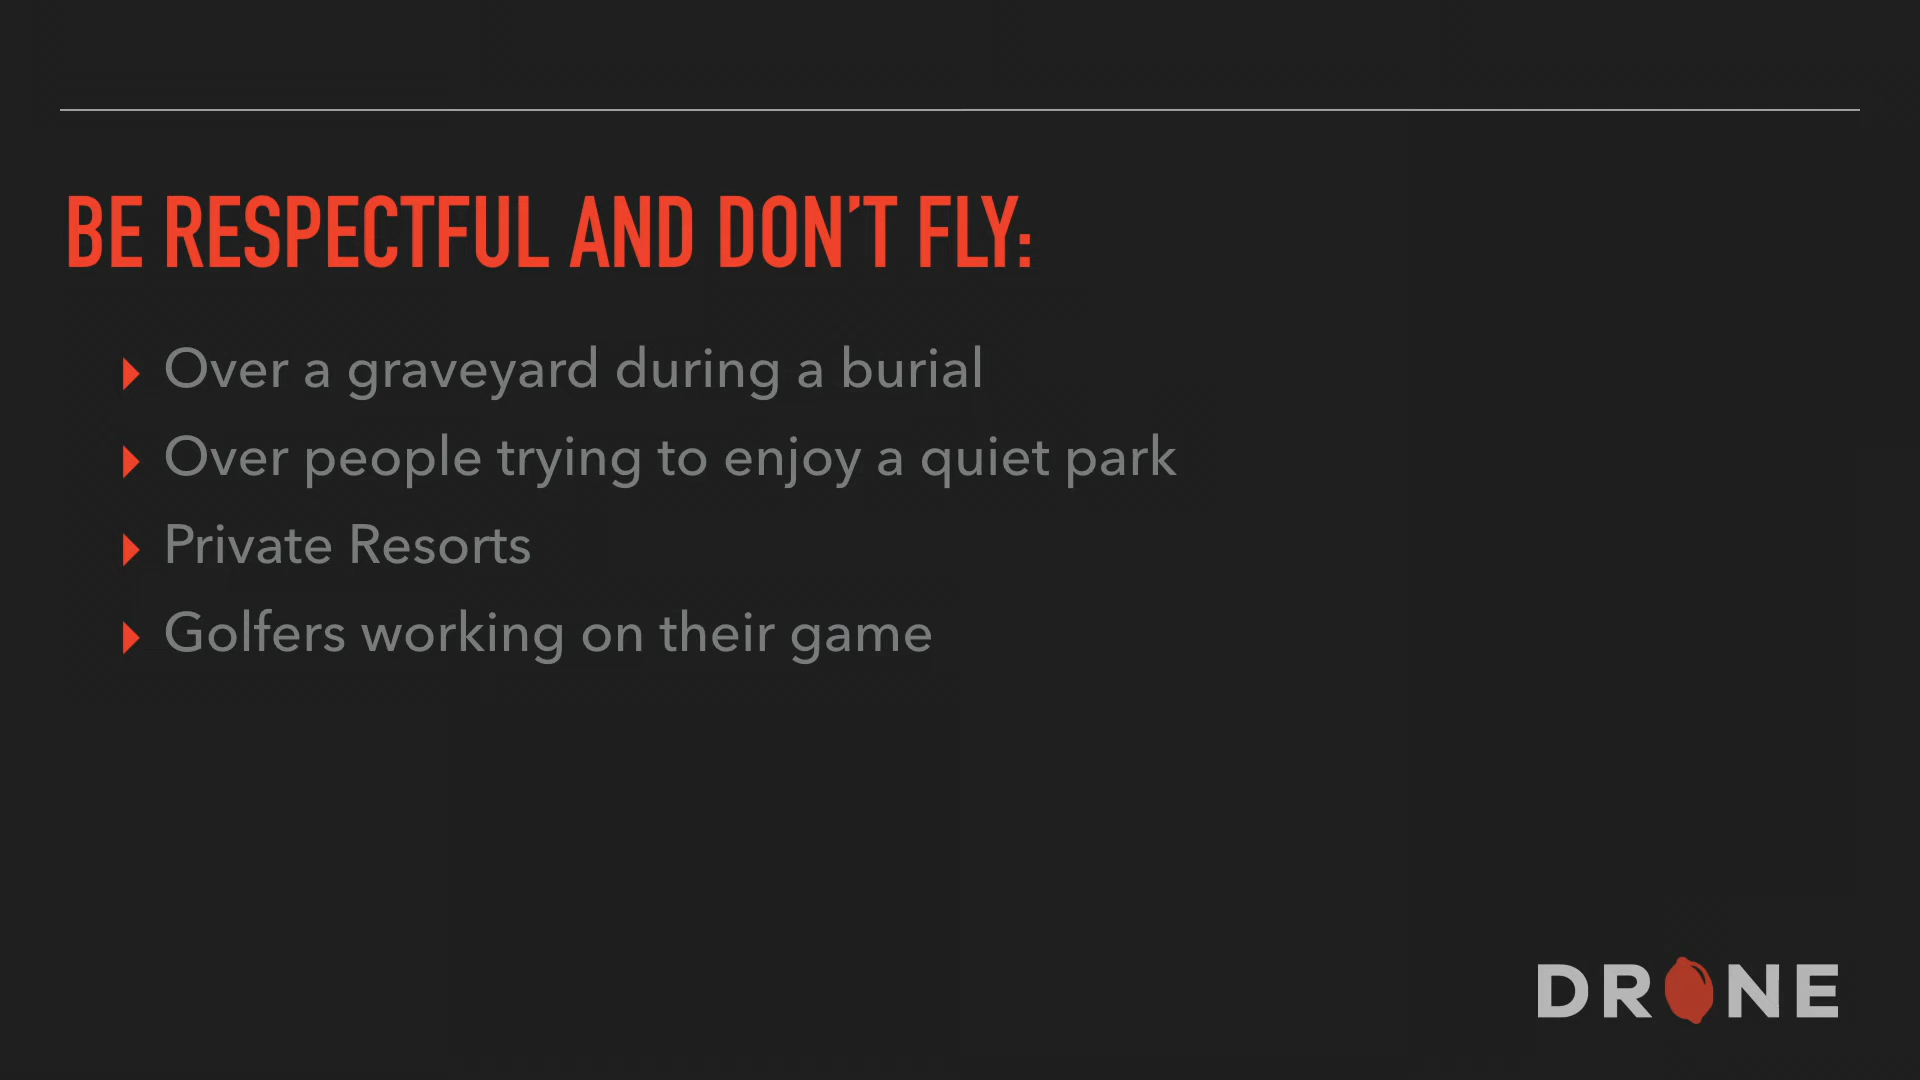 BE RESPECTFUL AND DON’T FLY:
Over a graveyard during a burial
Over people trying to enjoy a quiet park
Private Resorts
Golfers working on their game
DRONE